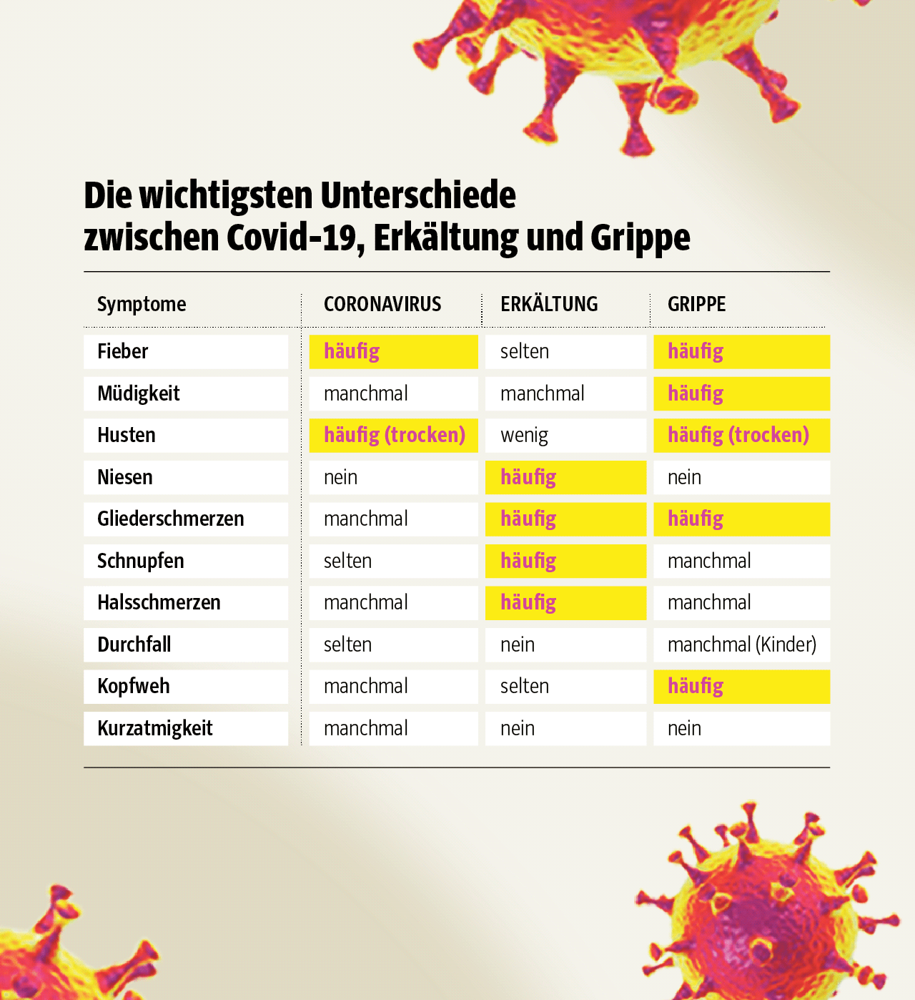 Die wichtigsten Unterschiede
zwischen Covid-19, Erkältung und Grippe
Symptome CORONAVIRUS ERKÄLTUNG GRIPPE
Fieber häufig selten häufig
Müdigkeit manchmal manchmal häufig
Husten häufig (trocken) wenig häufig (trocken)
Niesen nein häufig nein
Gliederschmerzen manchmal häufig häufig
Schnupfen selten häufig manchmal
Halsschmerzen manchmal häufig manchmal
Durchfall selten nein manchmal (Kinder)
Kopfweh manchmal selten häufig
Kurzatmigkeit manchmal nein nein